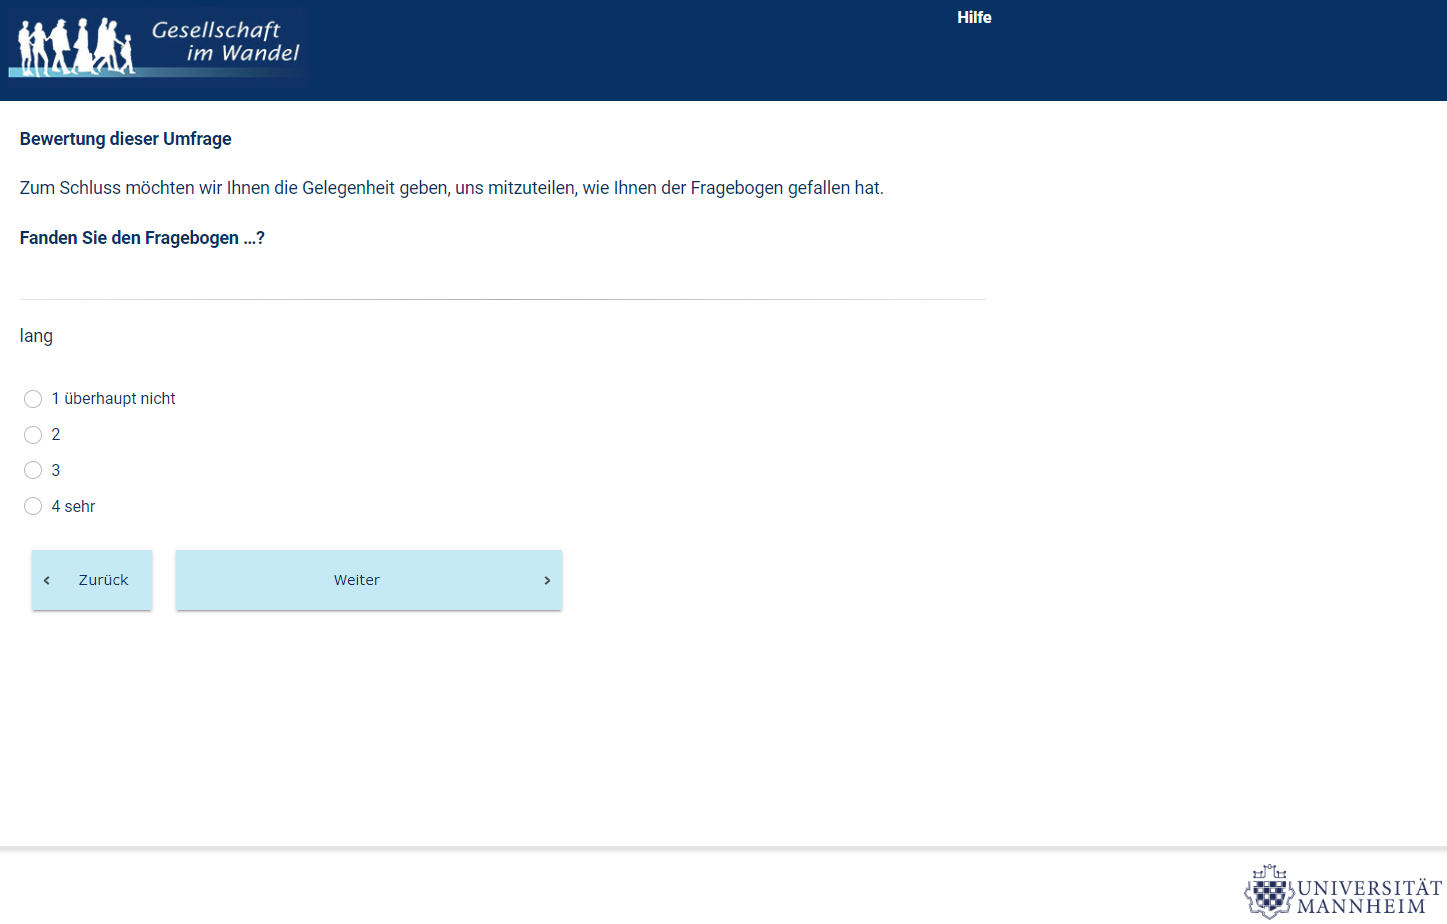 Gesellschaft
im Wandel
Hilfe
Bewertung dieser Umfrage
Zum Schluss möchten wir Ihnen die Gelegenheit geben, uns mitzuteilen, wie Ihnen der Fragebogen gefallen hat.
Fanden Sie den Fragebogen ...?
lang
1 überhaupt nicht
2
3
4 sehr
Zurück
Weiter
UNIVERSITÄT
MANNHEIM